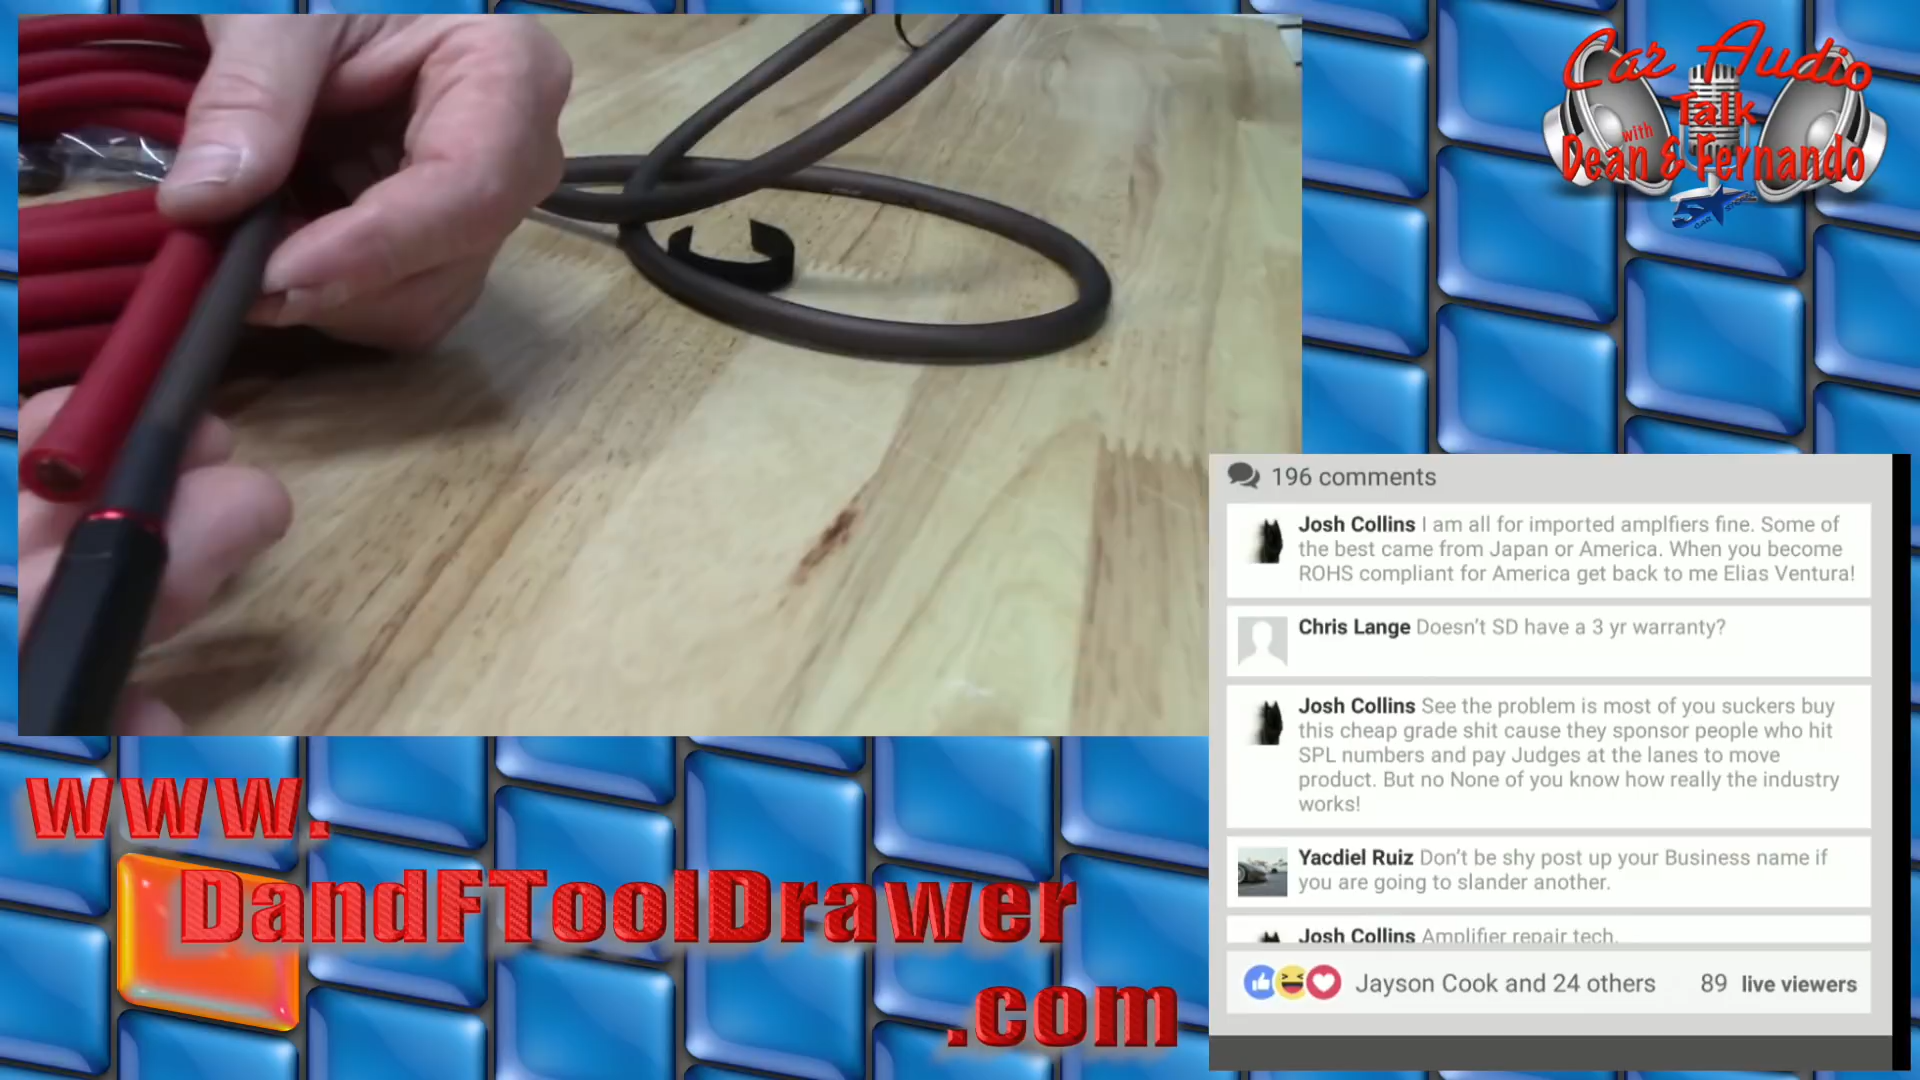 Car Audio
Talk
with
Dean & Fernando
196 comments
Josh Collins I am all for imported amplfiers fine. Some of
the best came from Japan or America. When you become
ROHS compliant for America get back to me Elias Ventura!
Chris Lange Doesn't SD have a 3 yr warranty?
Josh Collins See the problem is most of you suckers buy
this cheap grade shit cause they sponsor people who hit
SPL numbers and pay Judges at the lanes to move
product. But no None of you know how really the industry
works!
Yacdiel Ruiz Don't be shy post up your Business name if
you are going to slander another.
Josh Collins Amplifier repair tech.
Jayson Cook and 24 others 89 live viewers
www.
DandFToolDrawer
.com